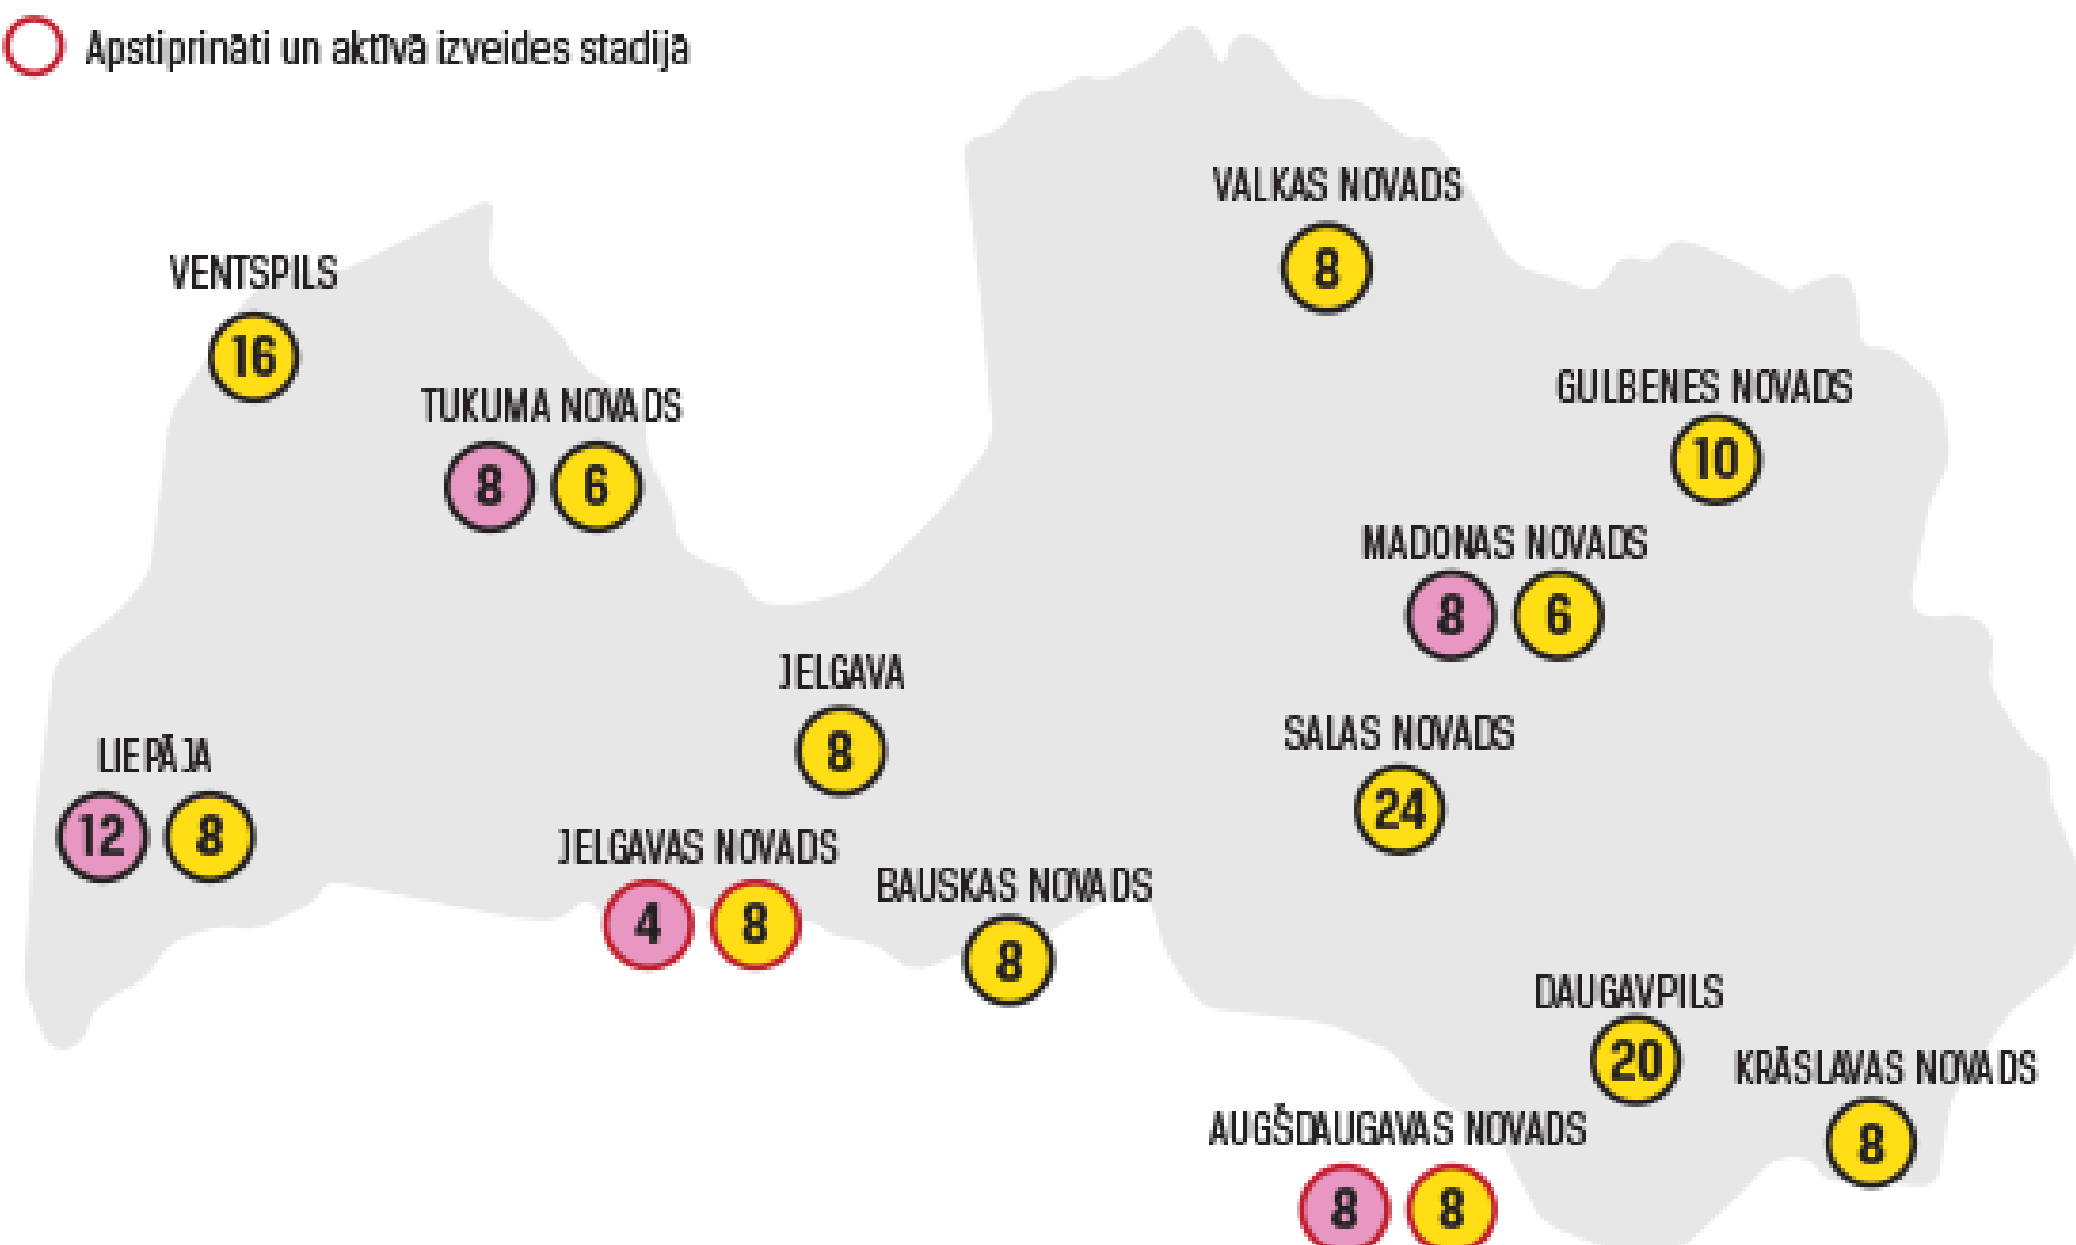 Apstiprināti un aktīvā izveides stadijā
VALKAS NOVADS
8
VENTSPILS
16
TUKUMA NOVADS
8 6
GULBENES NOVADS
10
MADONAS NOVADS
8 6
JELGAVA
8
SALAS NOVADS
24
LIEPĀJA
12 8
JELGAVAS NOVADS
4 8
BAUSKAS NOVADS
8
DAUGAVPILS
20
KRĀSLAVAS NOVADS
8
AUGŠDAUGAVAS NOVADS
8 8